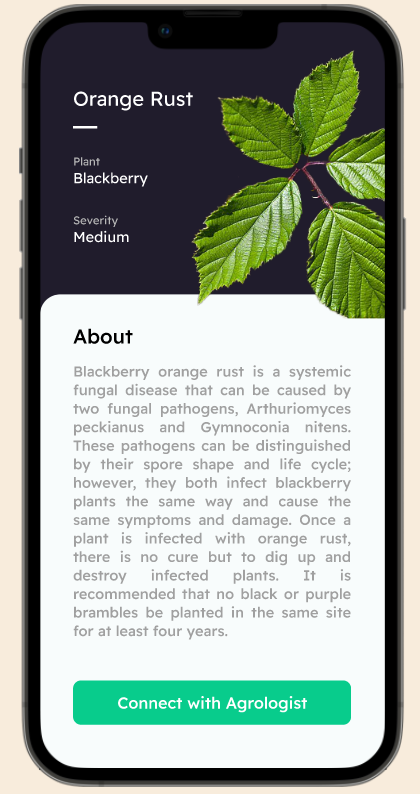 Orange Rust
Plant
Blackberry
Severity
Medium
About
Blackberry orange rust is a systemic
fungal disease that can be caused by
two fungal pathogens, Arthuriomyces
peckianus and Gymnoconia nitens.
These pathogens can be distinguished
by their spore shape and life cycle;
however, they both infect blackberry
plants the same way and cause the
same symptoms and damage. Once a
plant is infected with orange rust,
there is no cure but to dig up and
destroy infected plants. It is
recommended that no black or purple
brambles be planted in the same site
for at least four years.
Connect with Agrologist